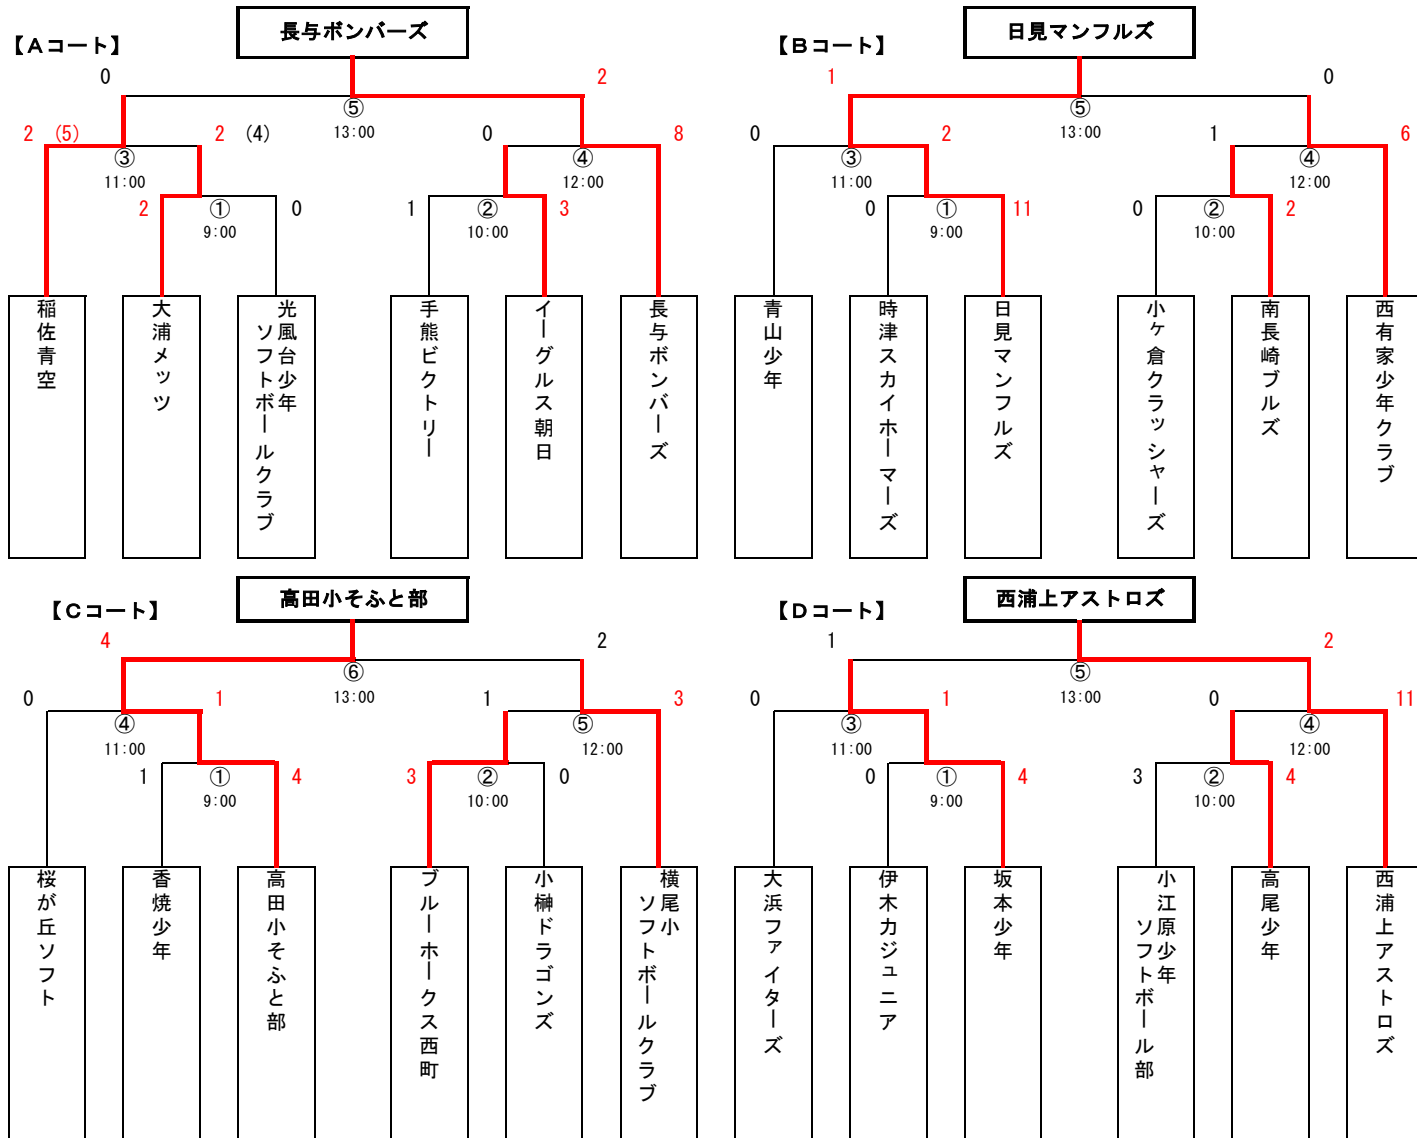 長与ボンバーズ
【Aコート】
0
2
⑤
13:00
2 (5)
2 (4)
0
8
③
11:00
④
12:00
2
①
9:00
0
1
②
10:00
3
稲佐青空
大浦メッツ
光風台少年
ソフトボールクラブ
手熊ビクトリー
イーグルス朝日
長与ボンバーズ
日見マンフルズ
【Bコート】
1
0
⑤
13:00
0
2
1
6
③
11:00
④
12:00
0
①
9:00
11
0
②
10:00
2
青山少年
時津スカイホーマーズ
日見マンフルズ
小ヶ倉クラッシャーズ
南長崎ブルズ
西有家少年クラブ
高田小そふと部
【Cコート】
4
2
⑥
13:00
0
1
1
3
④
11:00
⑤
12:00
1
①
9:00
4
3
②
10:00
0
桜が丘ソフト
香焼少年
高田小そふと部
ブルーホークス西町
小榊ドラゴンズ
横尾小
ソフトボールクラブ
西浦上アストロズ
【Dコート】
1
2
⑤
13:00
0
1
0
11
③
11:00
④
12:00
0
①
9:00
4
3
②
10:00
4
大浜ファイターズ
伊木力ジュニア
坂本少年
小江原少年
ソフトボール部
高尾少年
西浦上アストロズ